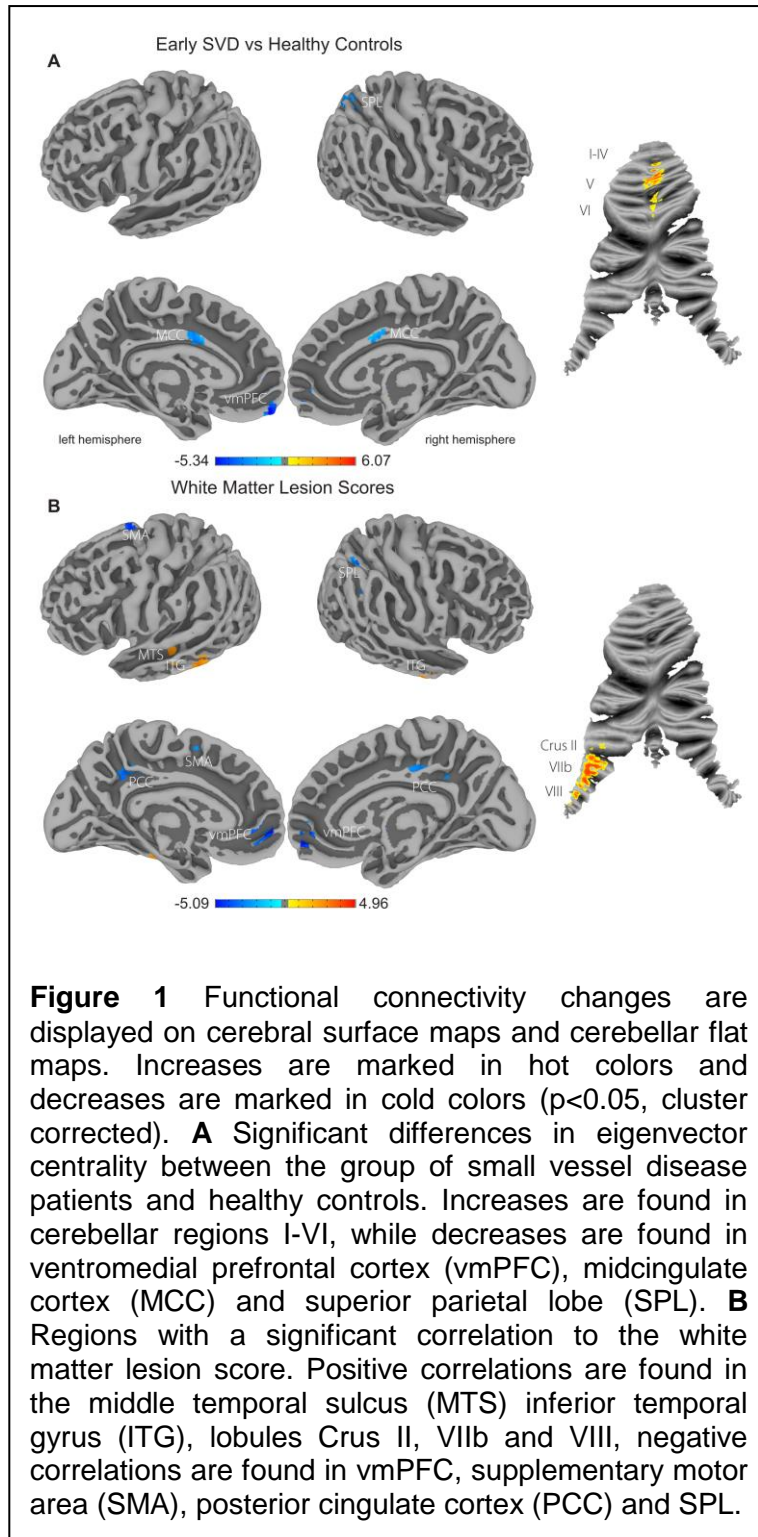 Early SVD vs Healthy Controls
A
SPL
I-IV
V
VI
MCC
MCC
vmPFC
left hemisphere
right hemisphere
-5.34
6.07
White Matter Lesion Scores
B
SMA
SPL
MTS
ITG
ITG
Crus II
VIIb
VIII
SMA
PCC
PCC
vmPFC
vmPFC
-5.09
4.96
Figure 1 Functional connectivity changes are
displayed on cerebral surface maps and cerebellar flat
maps. Increases are marked in hot colors and
decreases are marked in cold colors (p<0.05, cluster
corrected). A Significant differences in eigenvector
centrality between the group of small vessel disease
patients and healthy controls. Increases are found in
cerebellar regions I-VI, while decreases are found in
ventromedial prefrontal cortex (vmPFC), midcingulate
cortex (MCC) and superior parietal lobe (SPL). B
Regions with a significant correlation to the white
matter lesion score. Positive correlations are found in
the middle temporal sulcus (MTS) inferior temporal
gyrus (ITG), lobules Crus II, VIIb and VIII, negative
correlations are found in vmPFC, supplementary motor
area (SMA), posterior cingulate cortex (PCC) and SPL.